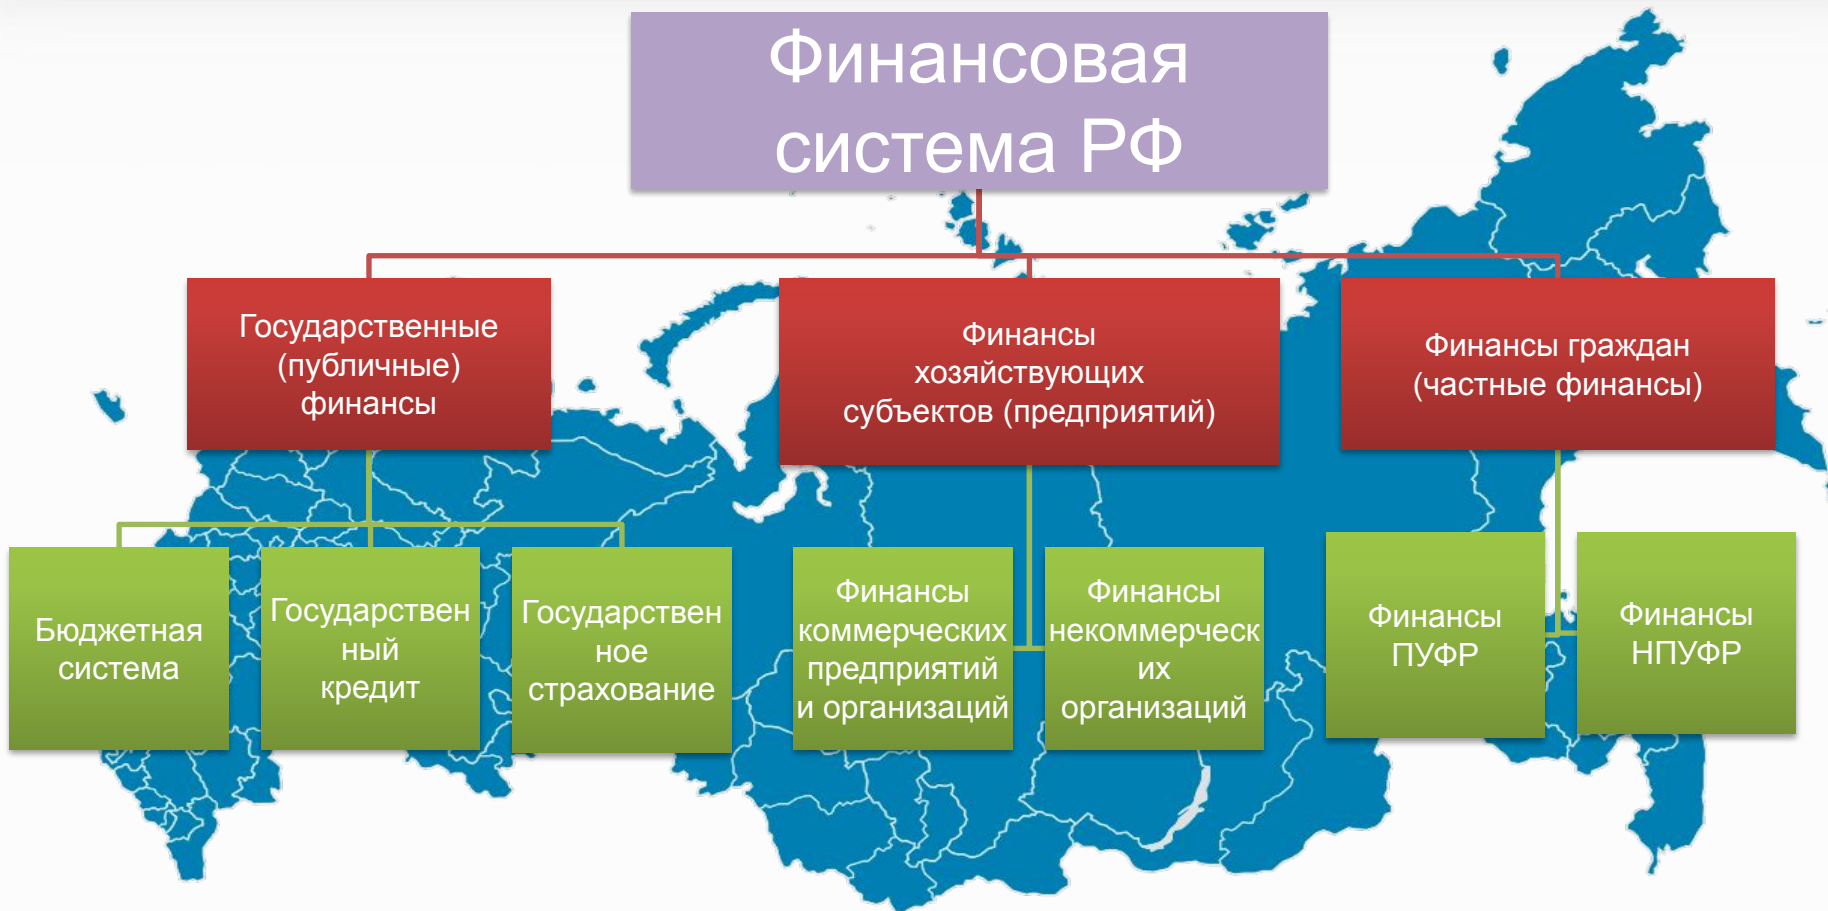 Финансовая
система РФ
Государственные
(публичные)
финансы
Финансы
хозяйствующих
субъектов (предприятий)
Финансы граждан
(частные финансы)
Бюджетная
система
Государствен
ный
кредит
Государствен
ное
страхование
Финансы
коммерческих
предприятий
и организаций
Финансы
некоммерческ
их
организаций
Финансы
ПУФР
Финансы
НПУФР